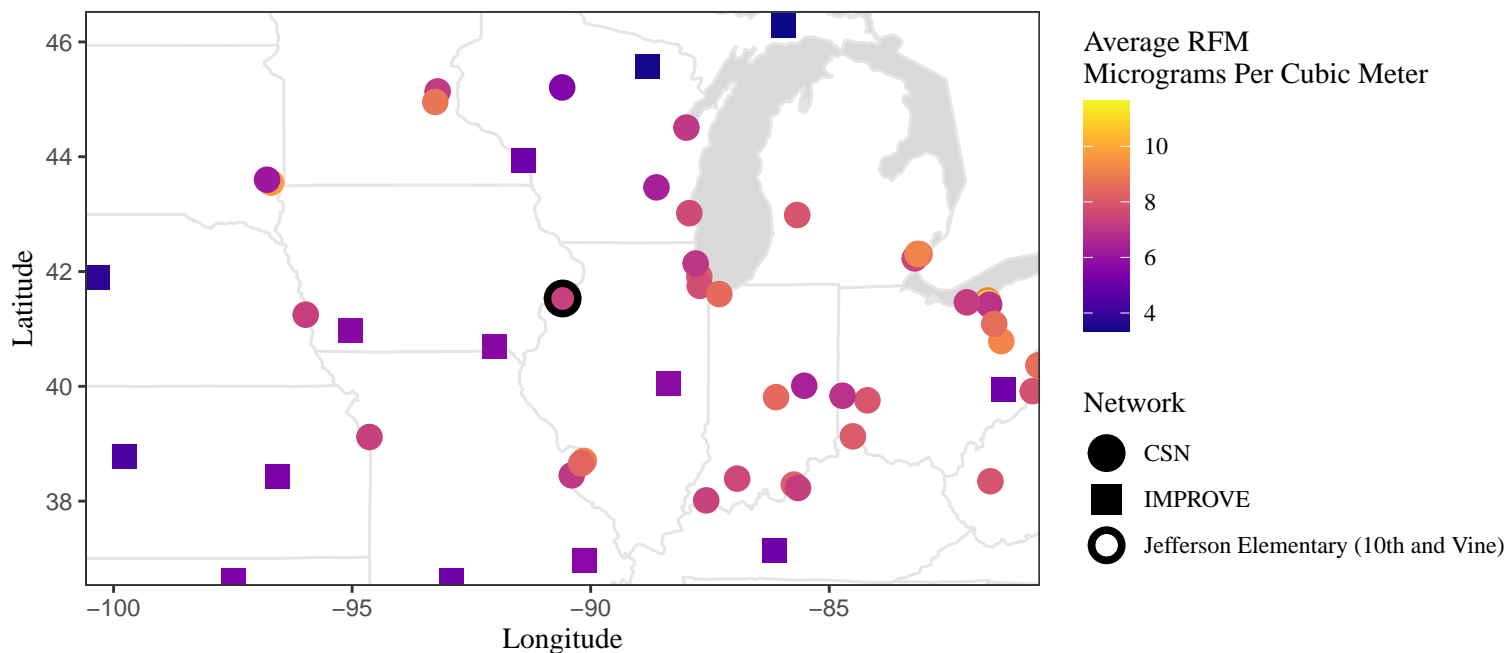 46
44
42
40
38
−100
−95
−90
−85
Latitude
Longitude
Average RFM
Micrograms Per Cubic Meter
10
8
6
4
Network
CSN
IMPROVE
Jefferson Elementary (10th and Vine)